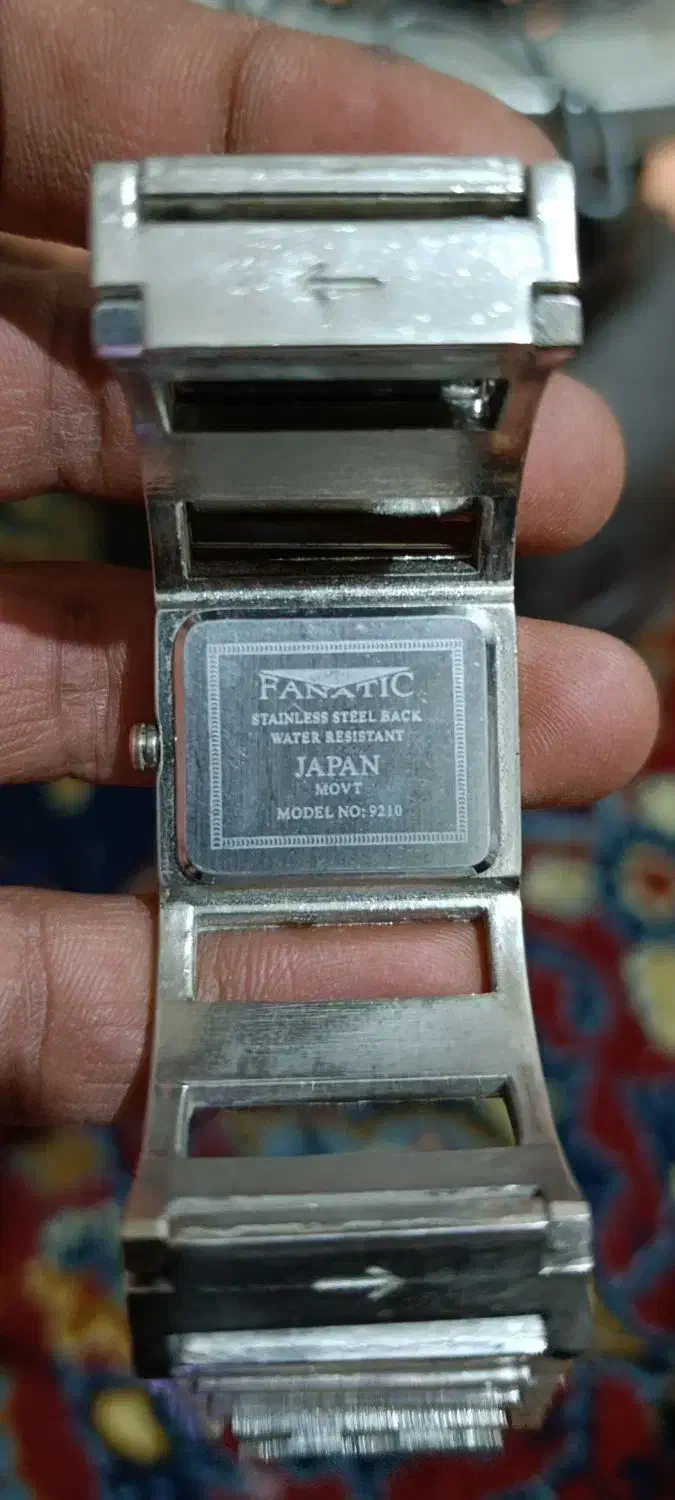 FANATIC
STAINLESS STEEL BACK
WATER RESISTANT
JAPAN
MOVT
MODEL NO: 9210